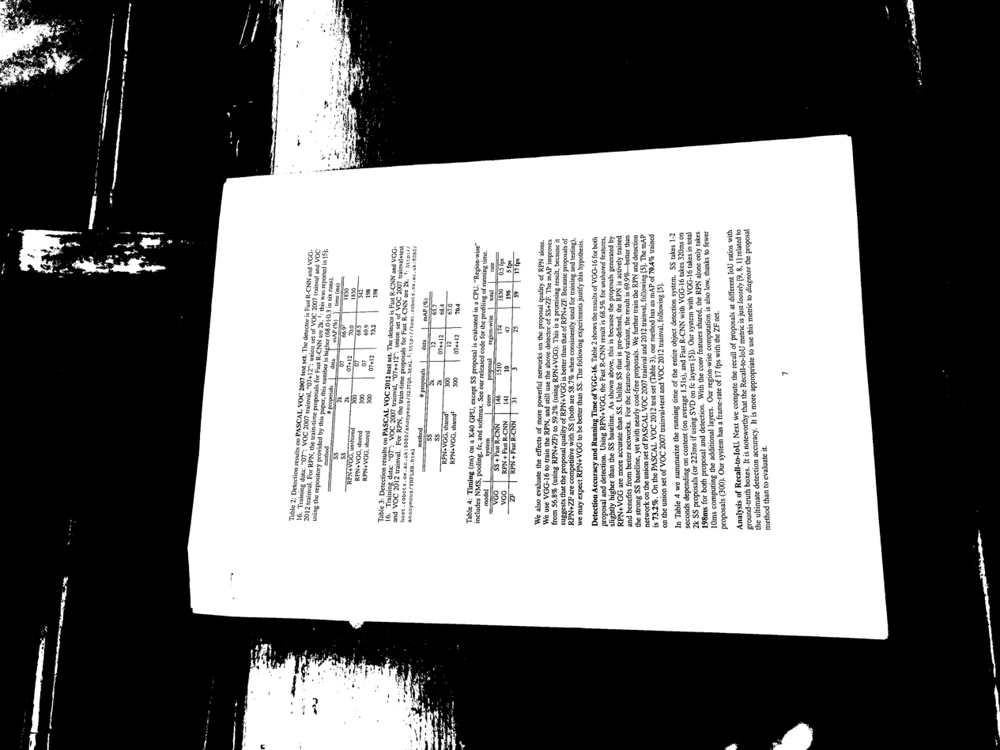 Table 2: Detection results on PASCAL VOC 2007 test set. The detector is Fast R-CNN and VGG-
16. Training data: "07": VOC 2007 trainval, "07+12": union set of VOC 2007 trainval and VOC
2012 trainval. For RPN, the train-time proposals for Fast R-CNN are 2k. †: this was reported in [5];
using the repository provided by this paper, this number is higher (68.0±0.3 in six runs).
method # proposals data mAP (%) time (ms)
SS 2k 07 66.9† 1830
SS 2k 07+12 70.0 1830
RPN+VGG, unshared 300 07 68.5 342
RPN+VGG, shared 300 07 69.9 198
RPN+VGG, shared 300 07+12 73.2 198
Table 3: Detection results on PASCAL VOC 2012 test set. The detector is Fast R-CNN and VGG-
16. Training data: "07": VOC 2007 trainval, "07++12": union set of VOC 2007 trainval+test
and VOC 2012 trainval. For RPN, the train-time proposals for Fast R-CNN are 2k. †: http://
host.robots.ox.ac.uk:8080/anonymous/HZJTQA.html ‡: http://host.robots.ox.ac.uk:8080/
anonymous/YNPLXB.html
method # proposals data mAP (%)
SS 2k 12 65.7
SS 2k 07++12 68.4
RPN+VGG, shared† 300 12 67.0
RPN+VGG, shared‡ 300 07++12 70.4
Table 4: Timing (ms) on a K40 GPU, except SS proposal is evaluated in a CPU. "Region-wise"
includes NMS, pooling, fc, and softmax. See our released code for the profiling of running time.
model system conv proposal region-wise total rate
VGG SS + Fast R-CNN 146 1510 174 1830 0.5 fps
VGG RPN + Fast R-CNN 141 10 47 198 5 fps
ZF RPN + Fast R-CNN 31 3 25 59 17 fps
We also evaluate the effects of more powerful networks on the proposal quality of RPN alone.
We use VGG-16 to train the RPN, and still use the above detector of SS+ZF. The mAP improves
from 56.8% (using RPN+ZF) to 59.2% (using RPN+VGG). This is a promising result, because it
suggests that the proposal quality of RPN+VGG is better than that of RPN+ZF. Because proposals of
RPN+ZF are competitive with SS (both are 58.7% when consistently used for training and testing),
we may expect RPN+VGG to be better than SS. The following experiments justify this hypothesis.
Detection Accuracy and Running Time of VGG-16. Table 2 shows the results of VGG-16 for both
proposal and detection. Using RPN+VGG, the Fast R-CNN result is 68.5% for unshared features,
slightly higher than the SS baseline. As shown above, this is because the proposals generated by
RPN+VGG are more accurate than SS. Unlike SS that is pre-defined, the RPN is actively trained
and benefits from better networks. For the feature-shared variant, the result is 69.9%—better than
the strong SS baseline, yet with nearly cost-free proposals. We further train the RPN and detection
network on the union set of PASCAL VOC 2007 trainval and 2012 trainval, following [5]. The mAP
is 73.2%. On the PASCAL VOC 2012 test set (Table 3), our method has an mAP of 70.4% trained
on the union set of VOC 2007 trainval+test and VOC 2012 trainval, following [5].
In Table 4 we summarize the running time of the entire object detection system. SS takes 1-2
seconds depending on content (on average 1.51s), and Fast R-CNN with VGG-16 takes 320ms on
2k SS proposals (or 223ms if using SVD on fc layers [5]). Our system with VGG-16 takes in total
198ms for both proposal and detection. With the conv features shared, the RPN alone only takes
10ms computing the additional layers. Our region-wise computation is also low, thanks to fewer
proposals (300). Our system has a frame-rate of 17 fps with the ZF net.
Analysis of Recall-to-IoU. Next we compute the recall of proposals at different IoU ratios with
ground-truth boxes. It is noteworthy that the Recall-to-IoU metric is just loosely [9, 8, 1] related to
the ultimate detection accuracy. It is more appropriate to use this metric to diagnose the proposal
method than to evaluate it.
7